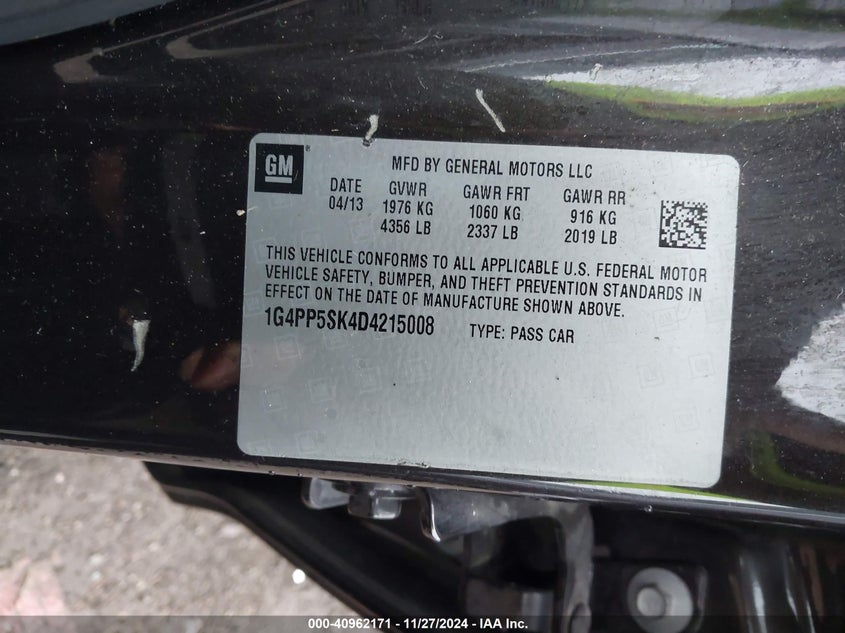 GM
MFD BY GENERAL MOTORS LLC
DATE GVWR GAWR FRT GAWR RR
04/13 1976 KG 1060 KG 916 KG
4356 LB 2337 LB 2019 LB
THIS VEHICLE CONFORMS TO ALL APPLICABLE U.S. FEDERAL MOTOR
VEHICLE SAFETY, BUMPER, AND THEFT PREVENTION STANDARDS IN
EFFECT ON THE DATE OF MANUFACTURE SHOWN ABOVE.
1G4PP5SK4D4215008 TYPE: PASS CAR
000-40962171 - 11/27/2024 - IAA Inc.